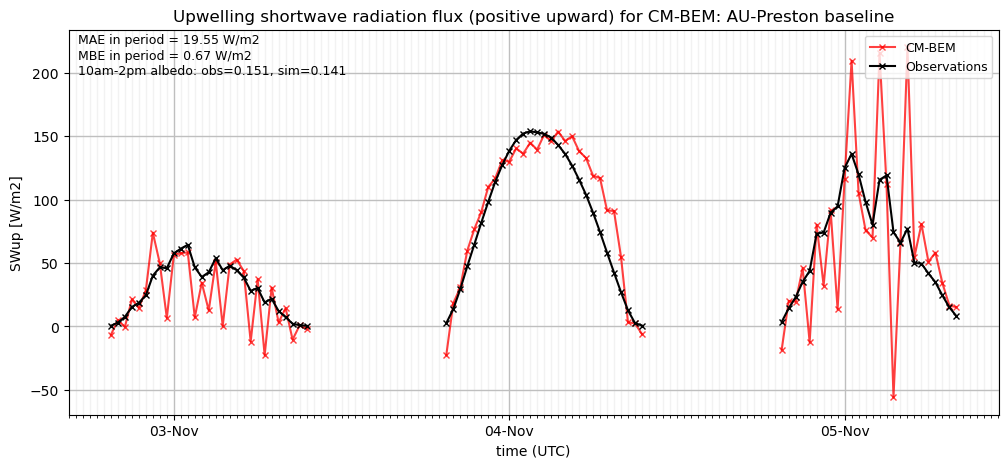 Upwelling shortwave radiation flux (positive upward) for CM-BEM: AU-Preston baseline
MAE in period = 19.55 W/m2
MBE in period = 0.67 W/m2
10am-2pm albedo: obs=0.151, sim=0.141
CM-BEM
Observations
SWup [W/m2]
200
150
100
50
0
−50
03-Nov
04-Nov
05-Nov
time (UTC)